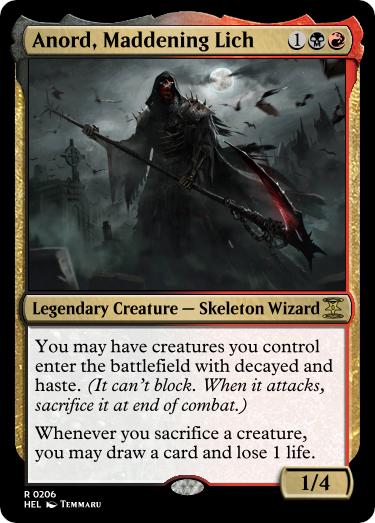 Anord, Maddening Lich 1
Legendary Creature — Skeleton Wizard
You may have creatures you control
enter the battlefield with decayed and
haste. (It can't block. When it attacks,
sacrifice it at end of combat.)
Whenever you sacrifice a creature,
you may draw a card and lose 1 life.
1/4
R 0206
HEL Temmaru